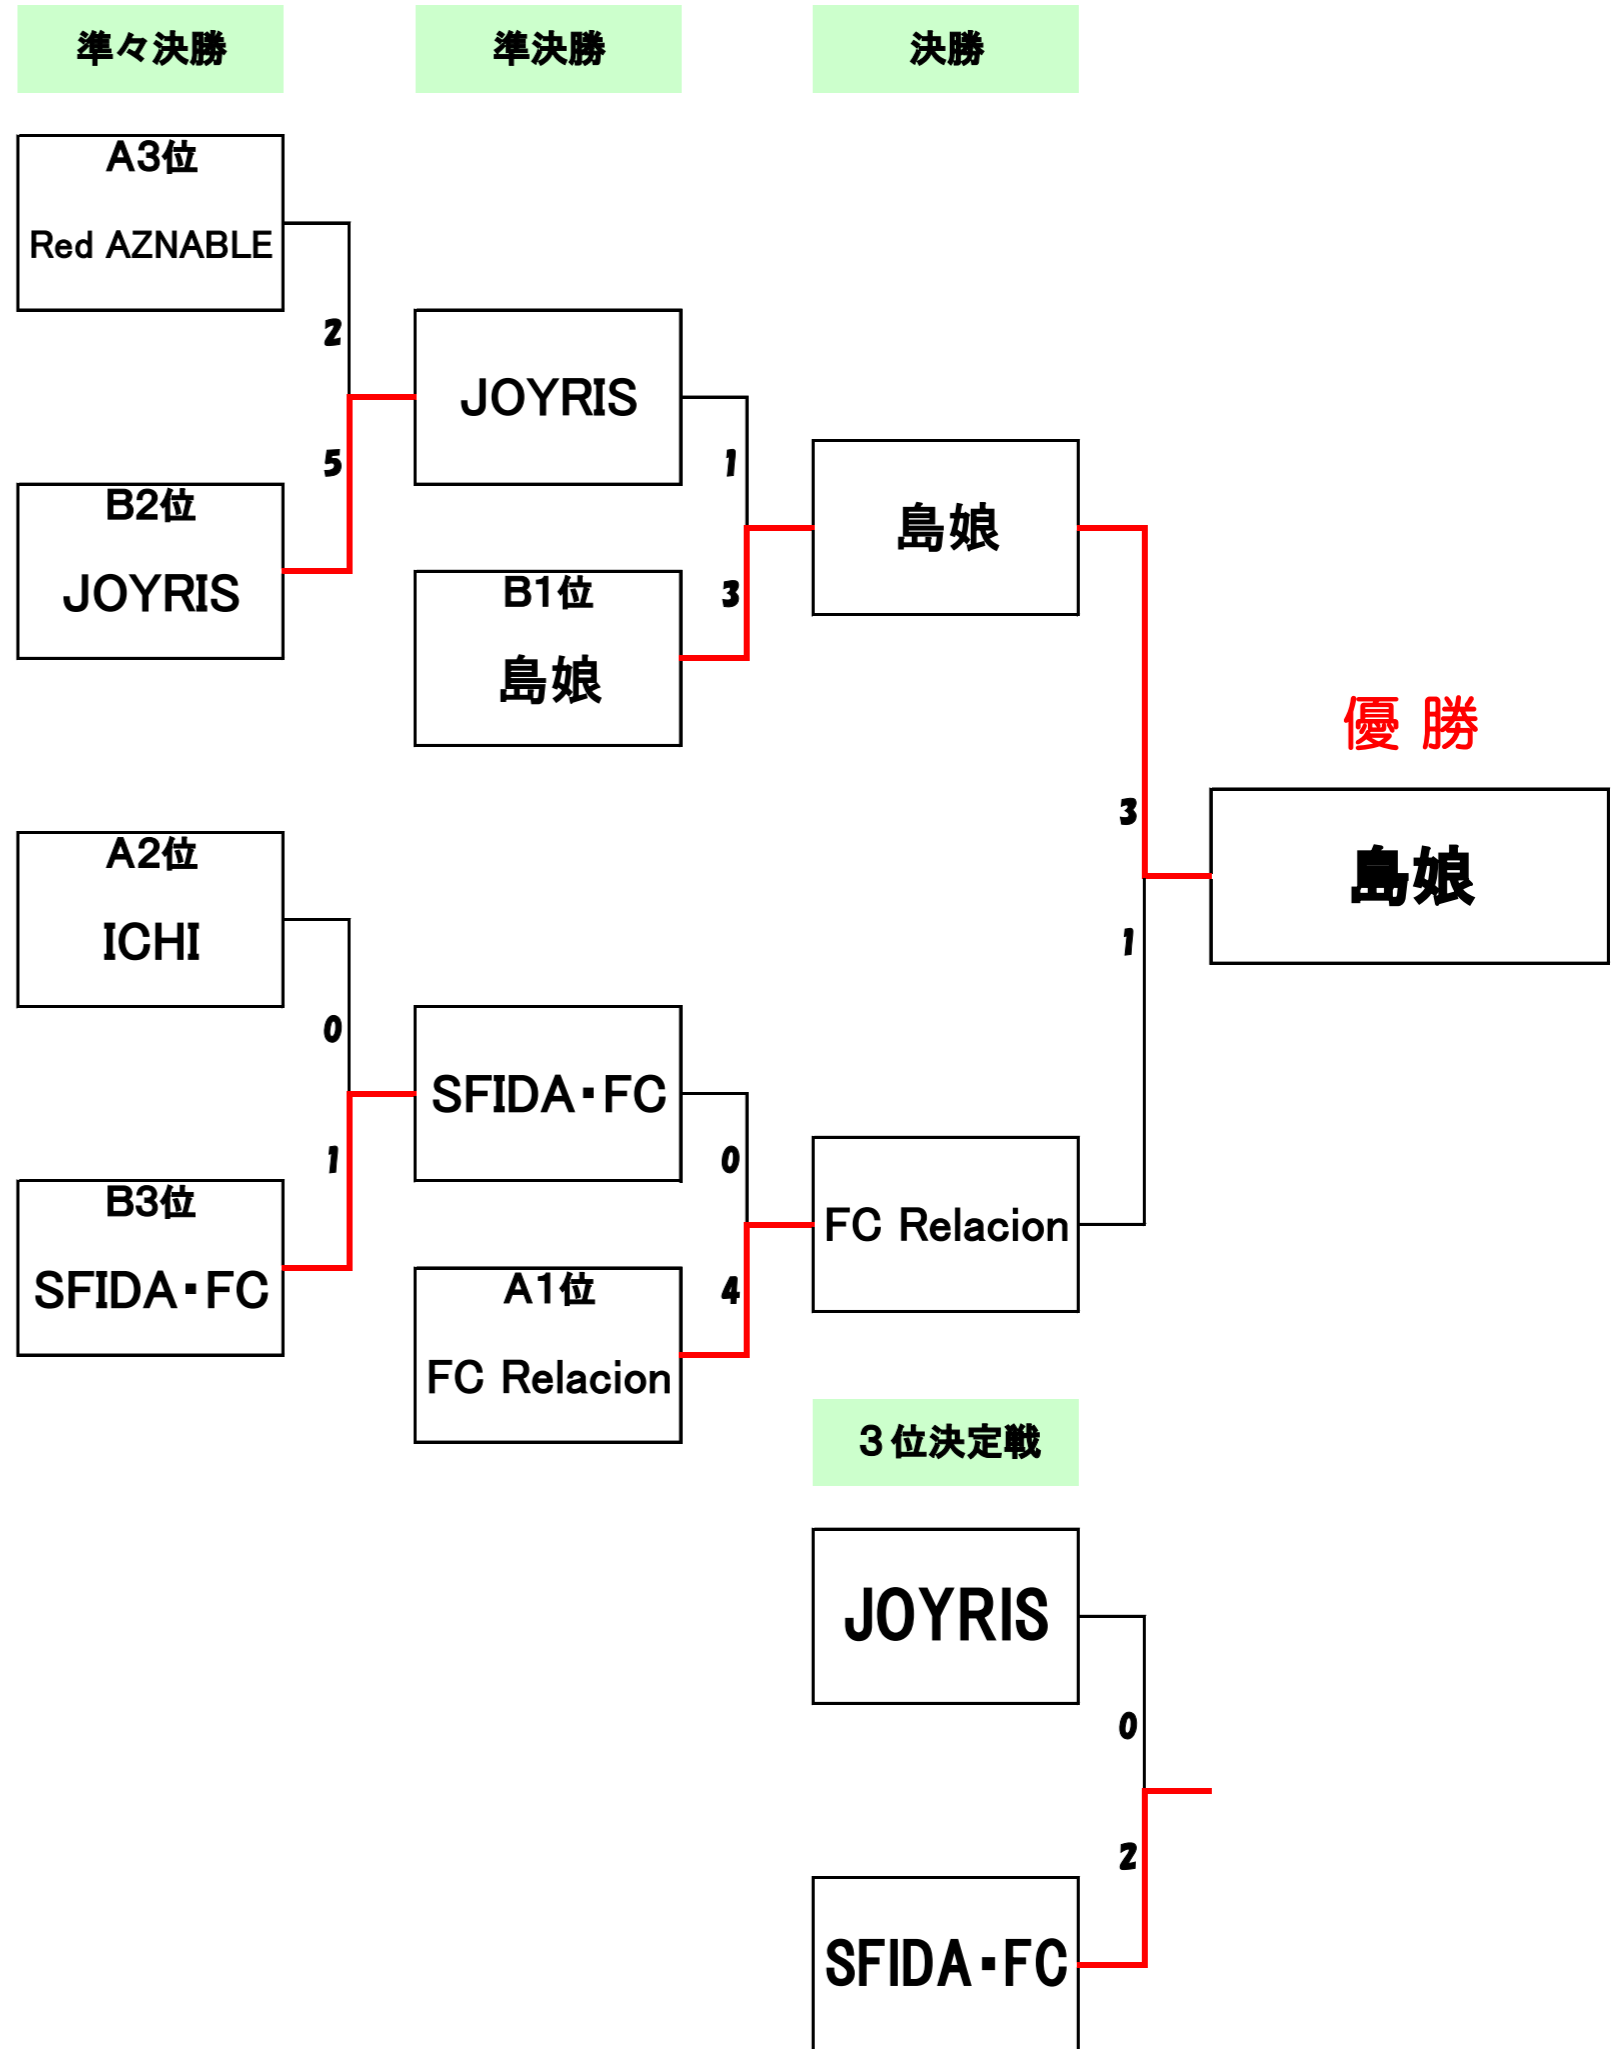 準々決勝
準決勝
決勝
A3位
Red AZNABLE
2
5
B2位
JOYRIS
JOYRIS
1
3
B1位
島娘
島娘
優 勝
島娘
3
1
A2位
ICHI
0
1
B3位
SFIDA・FC
SFIDA・FC
0
4
A1位
FC Relacion
FC Relacion
３位決定戦
JOYRIS
0
2
SFIDA・FC